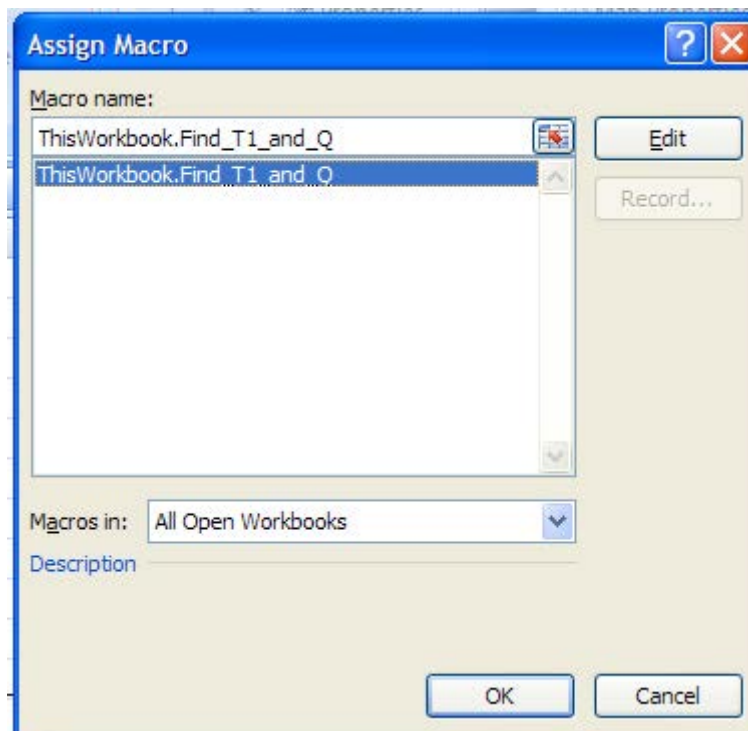 Assign Macro
Macro name:
ThisWorkbook.Find_T1_and_Q
Edit
ThisWorkbook.Find_T1_and_Q
Record...
Macros in:
All Open Workbooks
Description
OK
Cancel